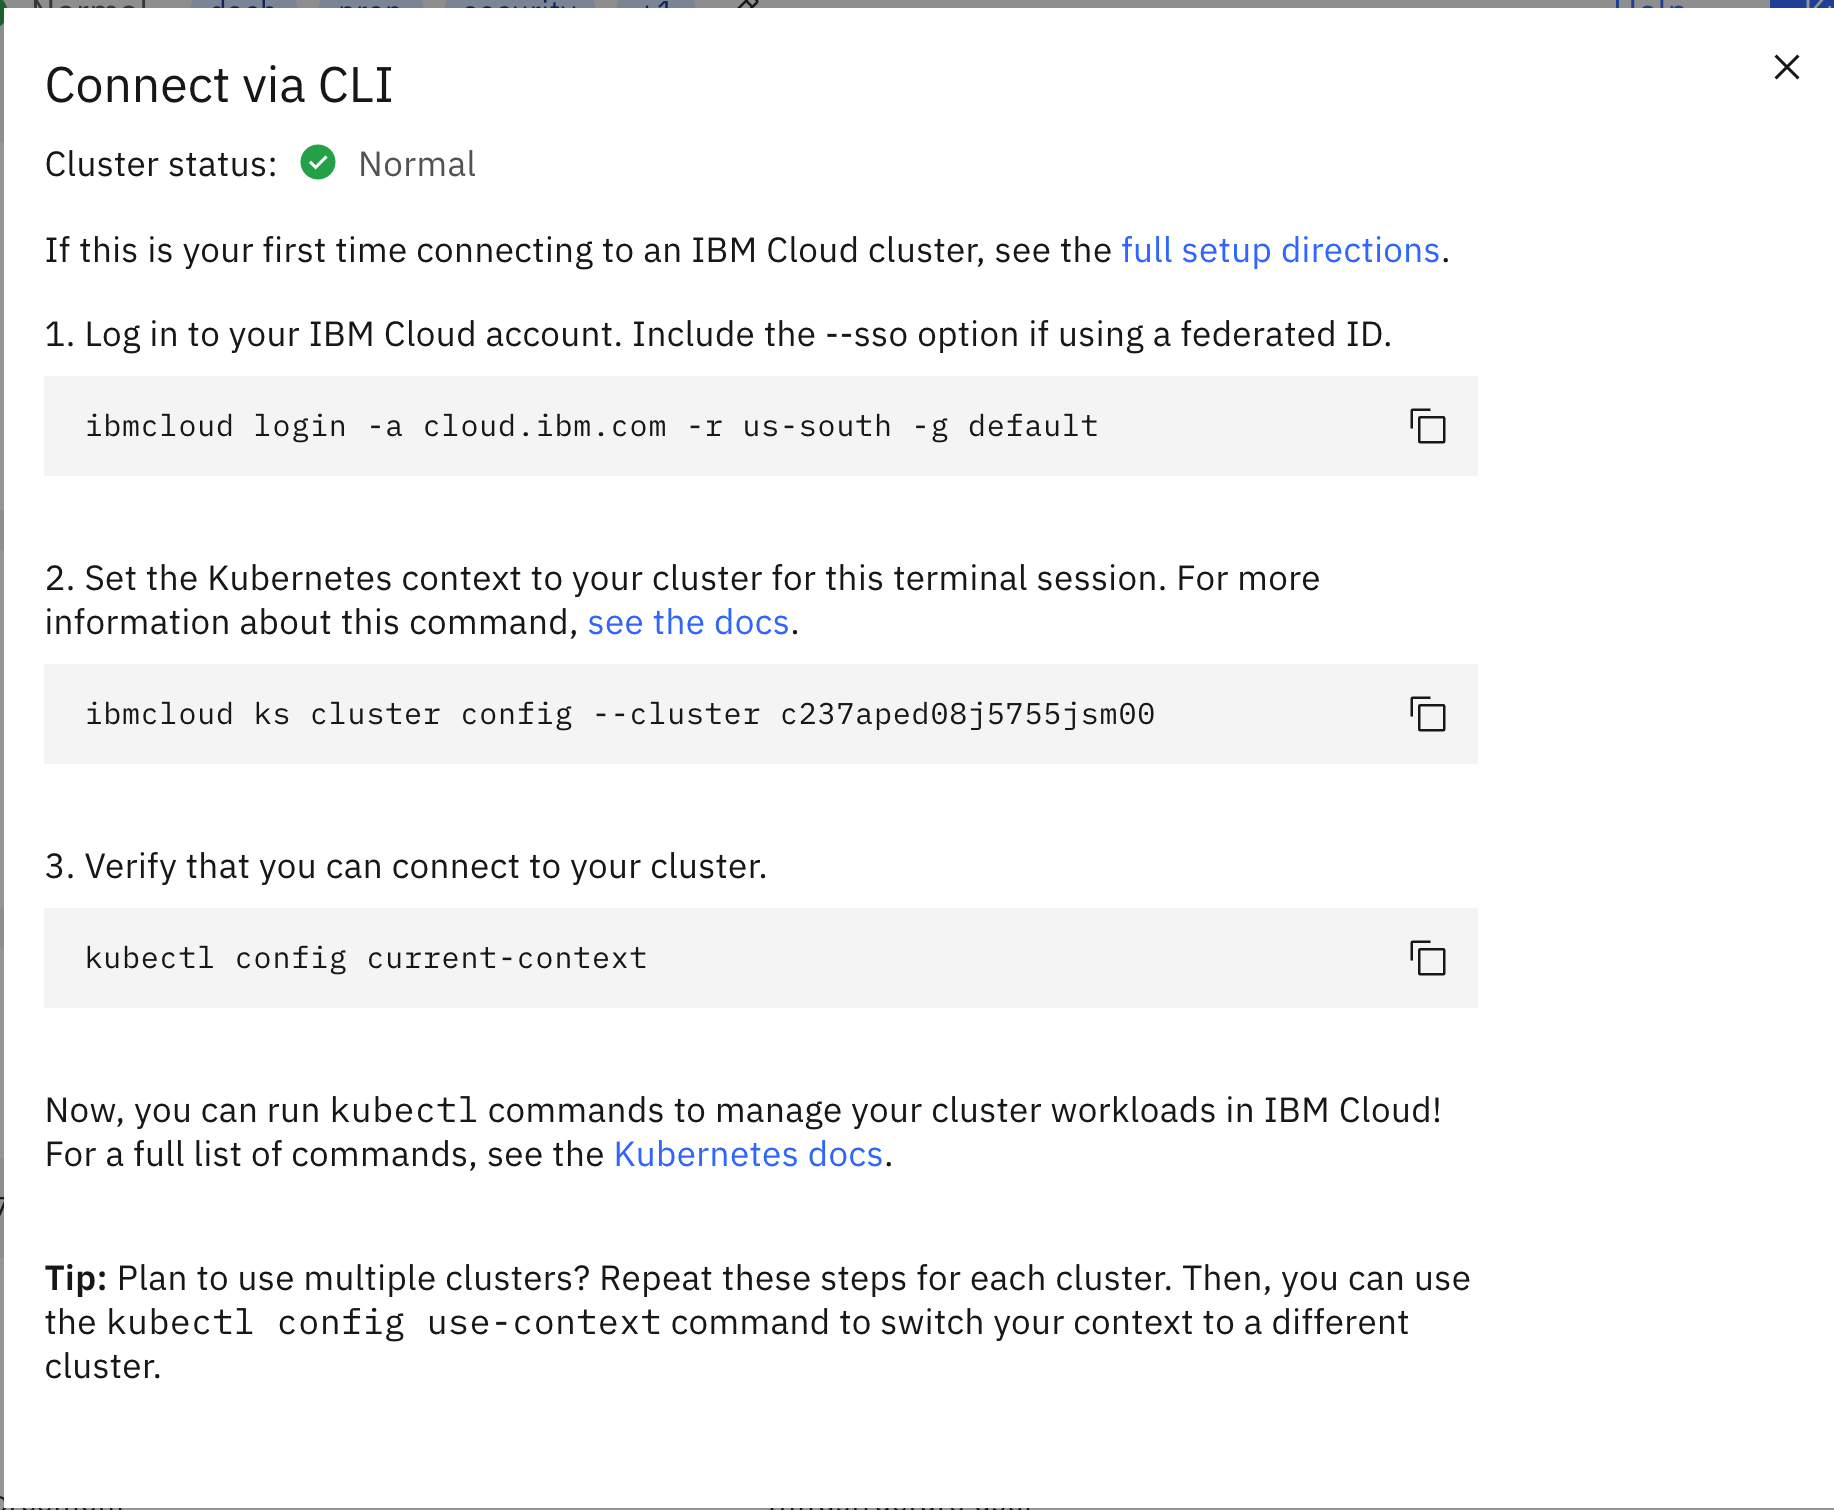 Connect via CLI
Cluster status: Normal
If this is your first time connecting to an IBM Cloud cluster, see the full setup directions.
1. Log in to your IBM Cloud account. Include the --sso option if using a federated ID.
ibmcloud login -a cloud.ibm.com -r us-south -g default
2. Set the Kubernetes context to your cluster for this terminal session. For more
information about this command, see the docs.
ibmcloud ks cluster config --cluster c237aped08j5755jsm00
3. Verify that you can connect to your cluster.
kubectl config current-context
Now, you can run kubectl commands to manage your cluster workloads in IBM Cloud!
For a full list of commands, see the Kubernetes docs.
Tip: Plan to use multiple clusters? Repeat these steps for each cluster. Then, you can use
the kubectl config use-context command to switch your context to a different
cluster.